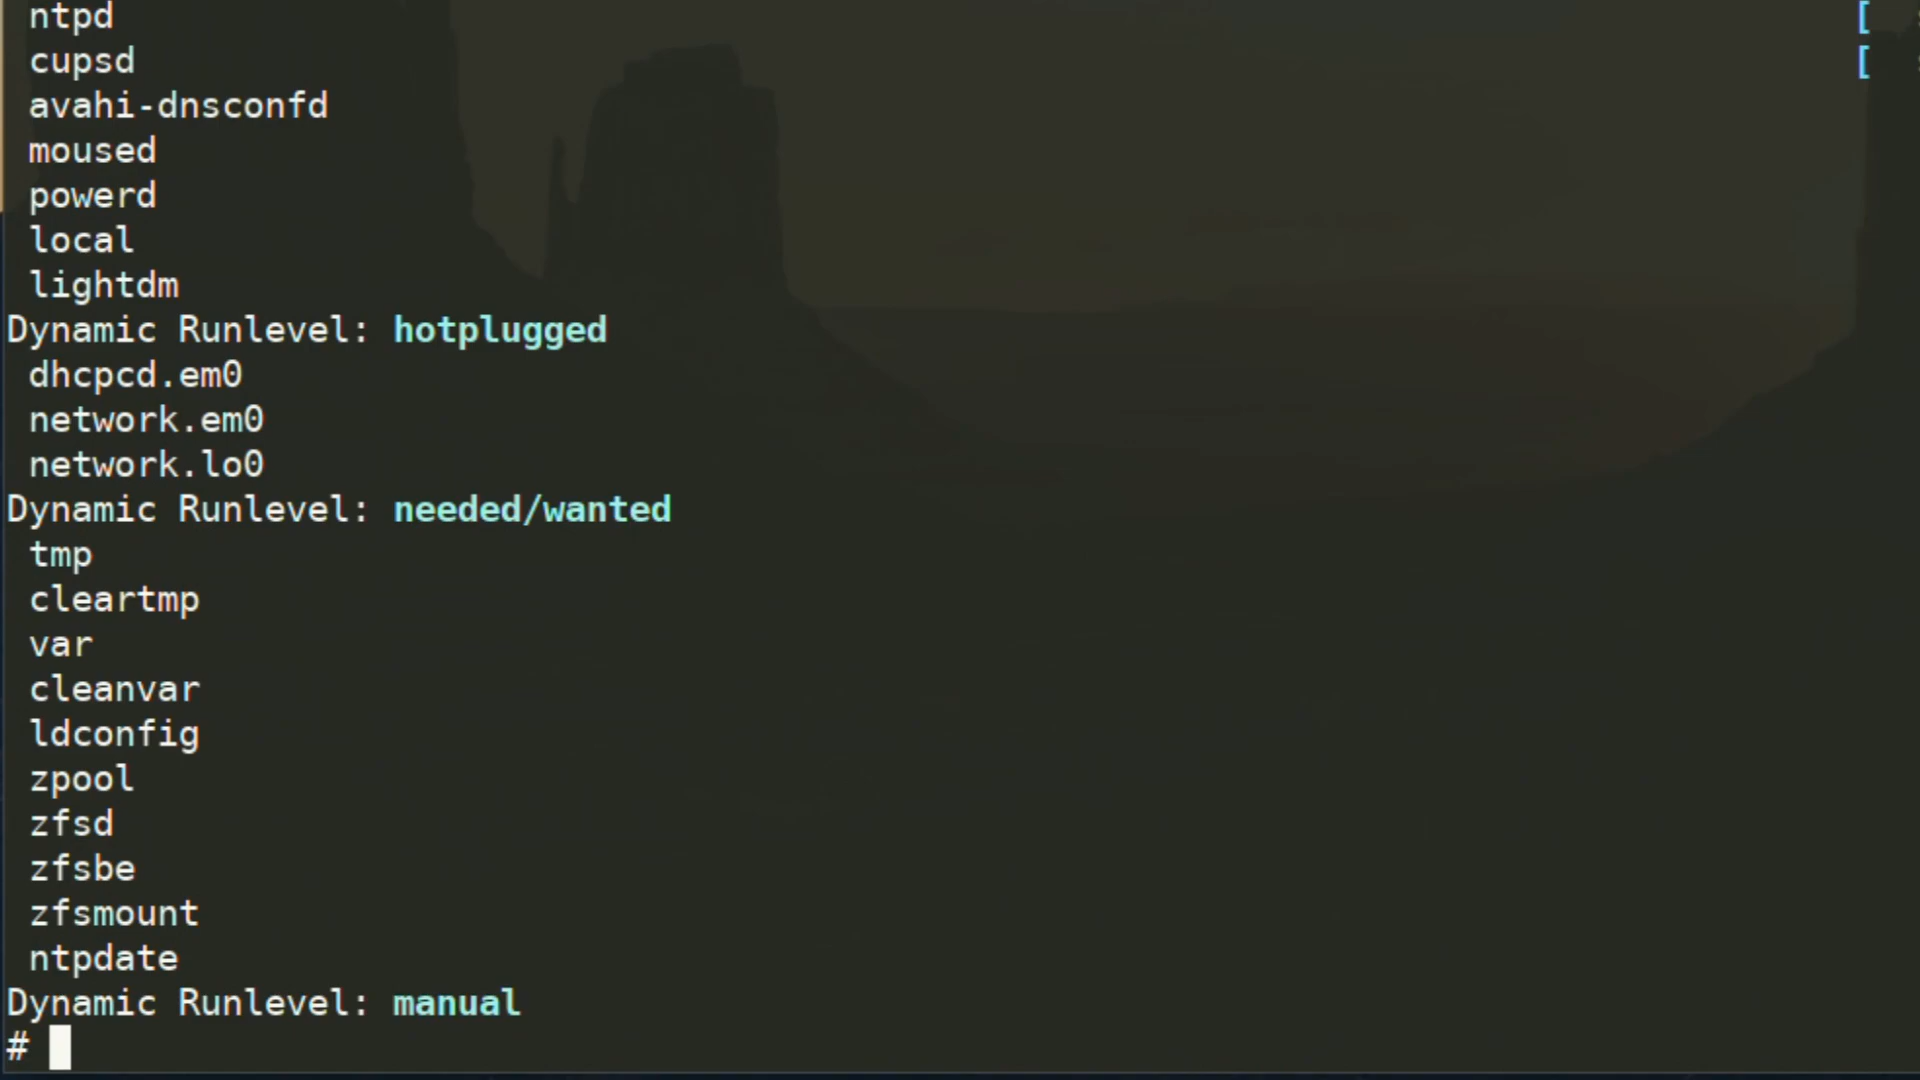 ntpd [
cupsd [
avahi-dnsconfd
moused
powerd
local
lightdm
Dynamic Runlevel: hotplugged
dhcpcd.em0
network.em0
network.lo0
Dynamic Runlevel: needed/wanted
tmp
cleartmp
var
cleanvar
ldconfig
zpool
zfsd
zfsbe
zfsmount
ntpdate
Dynamic Runlevel: manual
#